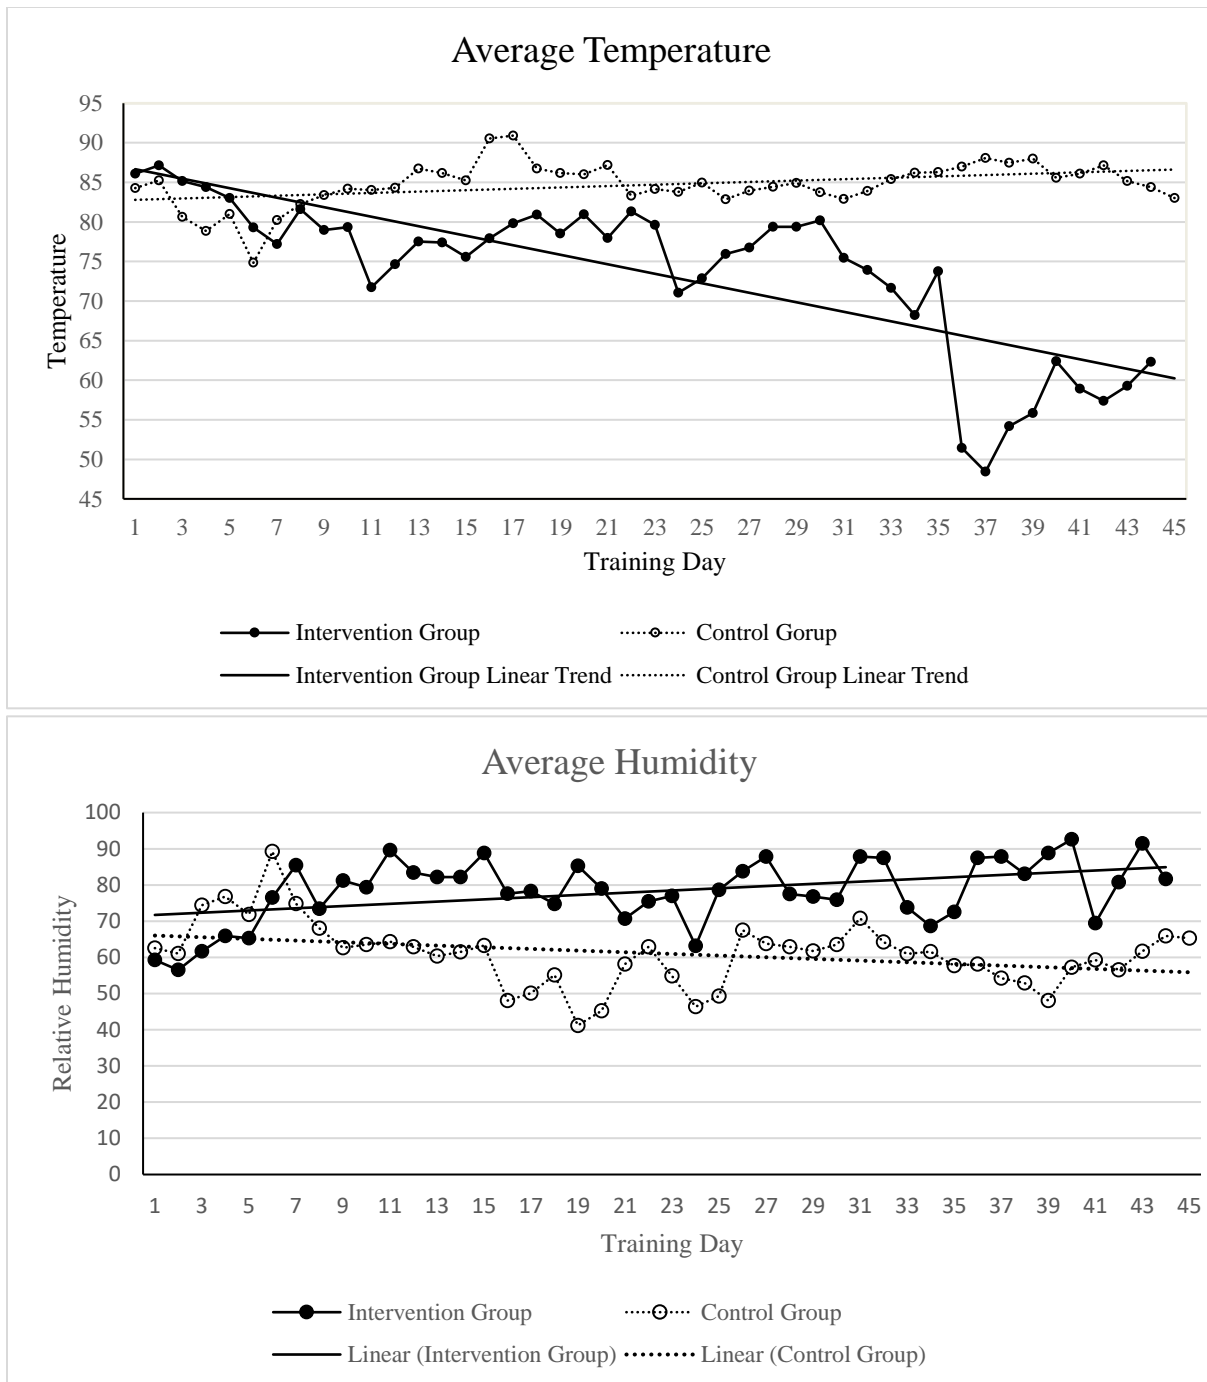 Average Temperature
95
90
85
80
75
70
65
60
55
50
45
Temperature
1 3 5 7 9 11 13 15 17 19 21 23 25 27 29 31 33 35 37 39 41 43 45
Training Day
Intervention Group Control Gorup
Intervention Group Linear Trend Control Group Linear Trend
Average Humidity
100
90
80
70
60
50
40
30
20
10
0
Relative Humidity
1 3 5 7 9 11 13 15 17 19 21 23 25 27 29 31 33 35 37 39 41 43 45
Training Day
Intervention Group Control Group
Linear (Intervention Group) Linear (Control Group)